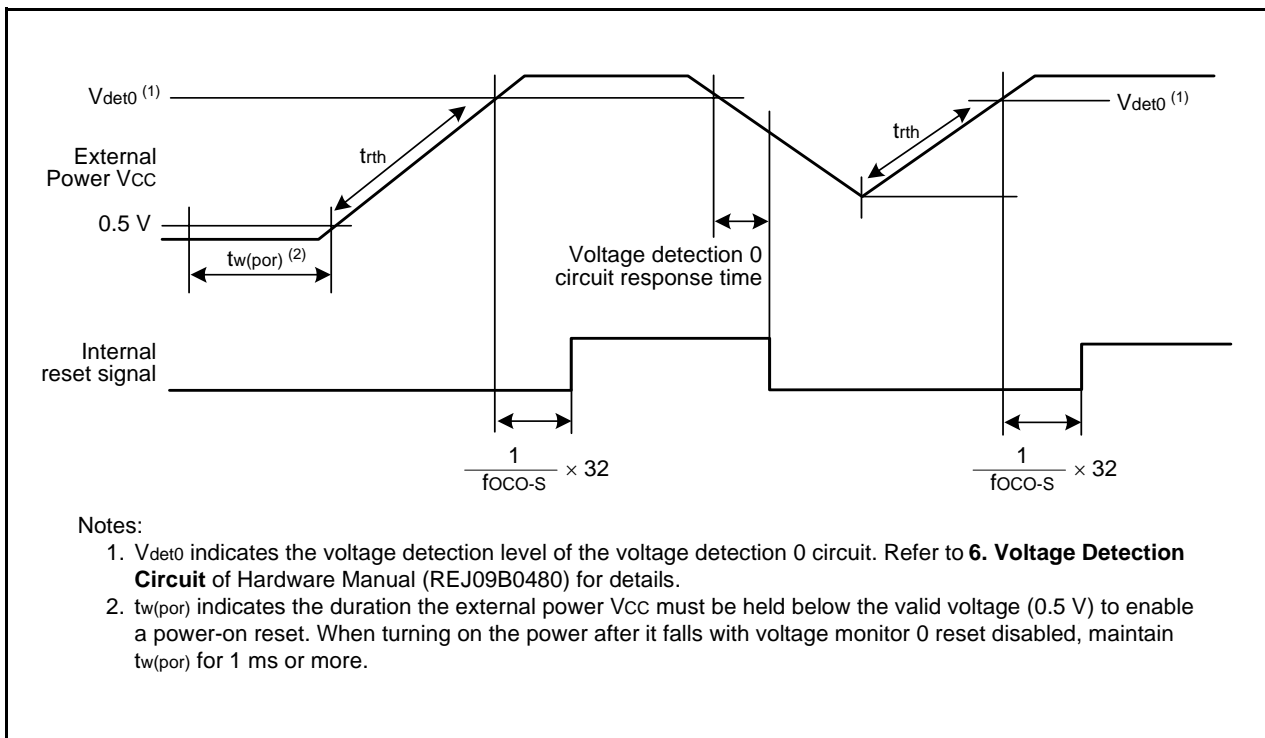 Vdet0 (1)
Vdet0 (1)
trth
trth
External
Power VCC
0.5 V
tw(por) (2)
Voltage detection 0
circuit response time
Internal
reset signal
1
fOCO-S
× 32
1
fOCO-S
× 32
Notes:
1. Vdet0 indicates the voltage detection level of the voltage detection 0 circuit. Refer to 6. Voltage Detection
Circuit of Hardware Manual (REJ09B0480) for details.
2. tw(por) indicates the duration the external power VCC must be held below the valid voltage (0.5 V) to enable
a power-on reset. When turning on the power after it falls with voltage monitor 0 reset disabled, maintain
tw(por) for 1 ms or more.